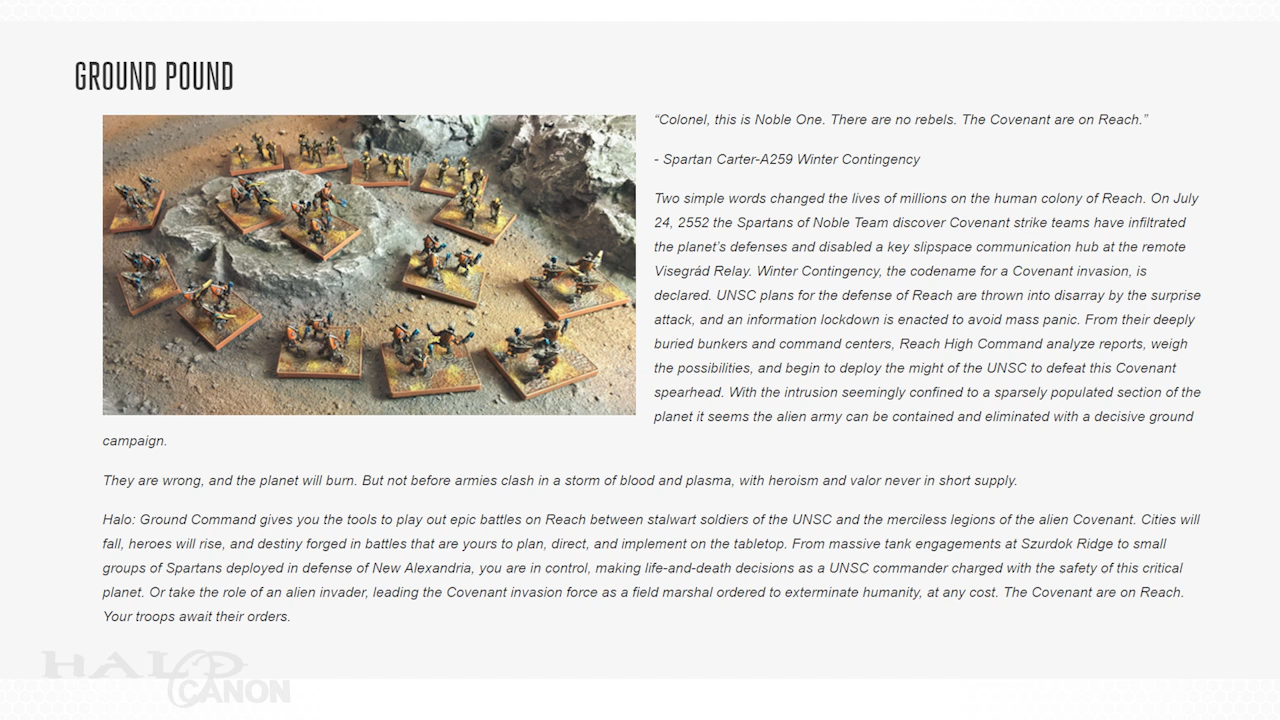 GROUND POUND
“Colonel, this is Noble One. There are no rebels. The Covenant are on Reach.”
- Spartan Carter-A259 Winter Contingency
Two simple words changed the lives of millions on the human colony of Reach. On July
24, 2552 the Spartans of Noble Team discover Covenant strike teams have infiltrated
the planet’s defenses and disabled a key slipspace communication hub at the remote
Visegrád Relay. Winter Contingency, the codename for a Covenant invasion, is
declared. UNSC plans for the defense of Reach are thrown into disarray by the surprise
attack, and an information lockdown is enacted to avoid mass panic. From their deeply
buried bunkers and command centers, Reach High Command analyze reports, weigh
the possibilities, and begin to deploy the might of the UNSC to defeat this Covenant
spearhead. With the intrusion seemingly confined to a sparsely populated section of the
planet it seems the alien army can be contained and eliminated with a decisive ground
campaign.
They are wrong, and the planet will burn. But not before armies clash in a storm of blood and plasma, with heroism and valor never in short supply.
Halo: Ground Command gives you the tools to play out epic battles on Reach between stalwart soldiers of the UNSC and the merciless legions of the alien Covenant. Cities will
fall, heroes will rise, and destiny forged in battles that are yours to plan, direct, and implement on the tabletop. From massive tank engagements at Szurdok Ridge to small
groups of Spartans deployed in defense of New Alexandria, you are in control, making life-and-death decisions as a UNSC commander charged with the safety of this critical
planet. Or take the role of an alien invader, leading the Covenant invasion force as a field marshal ordered to exterminate humanity, at any cost. The Covenant are on Reach.
Your troops await their orders.
HALO
CANON